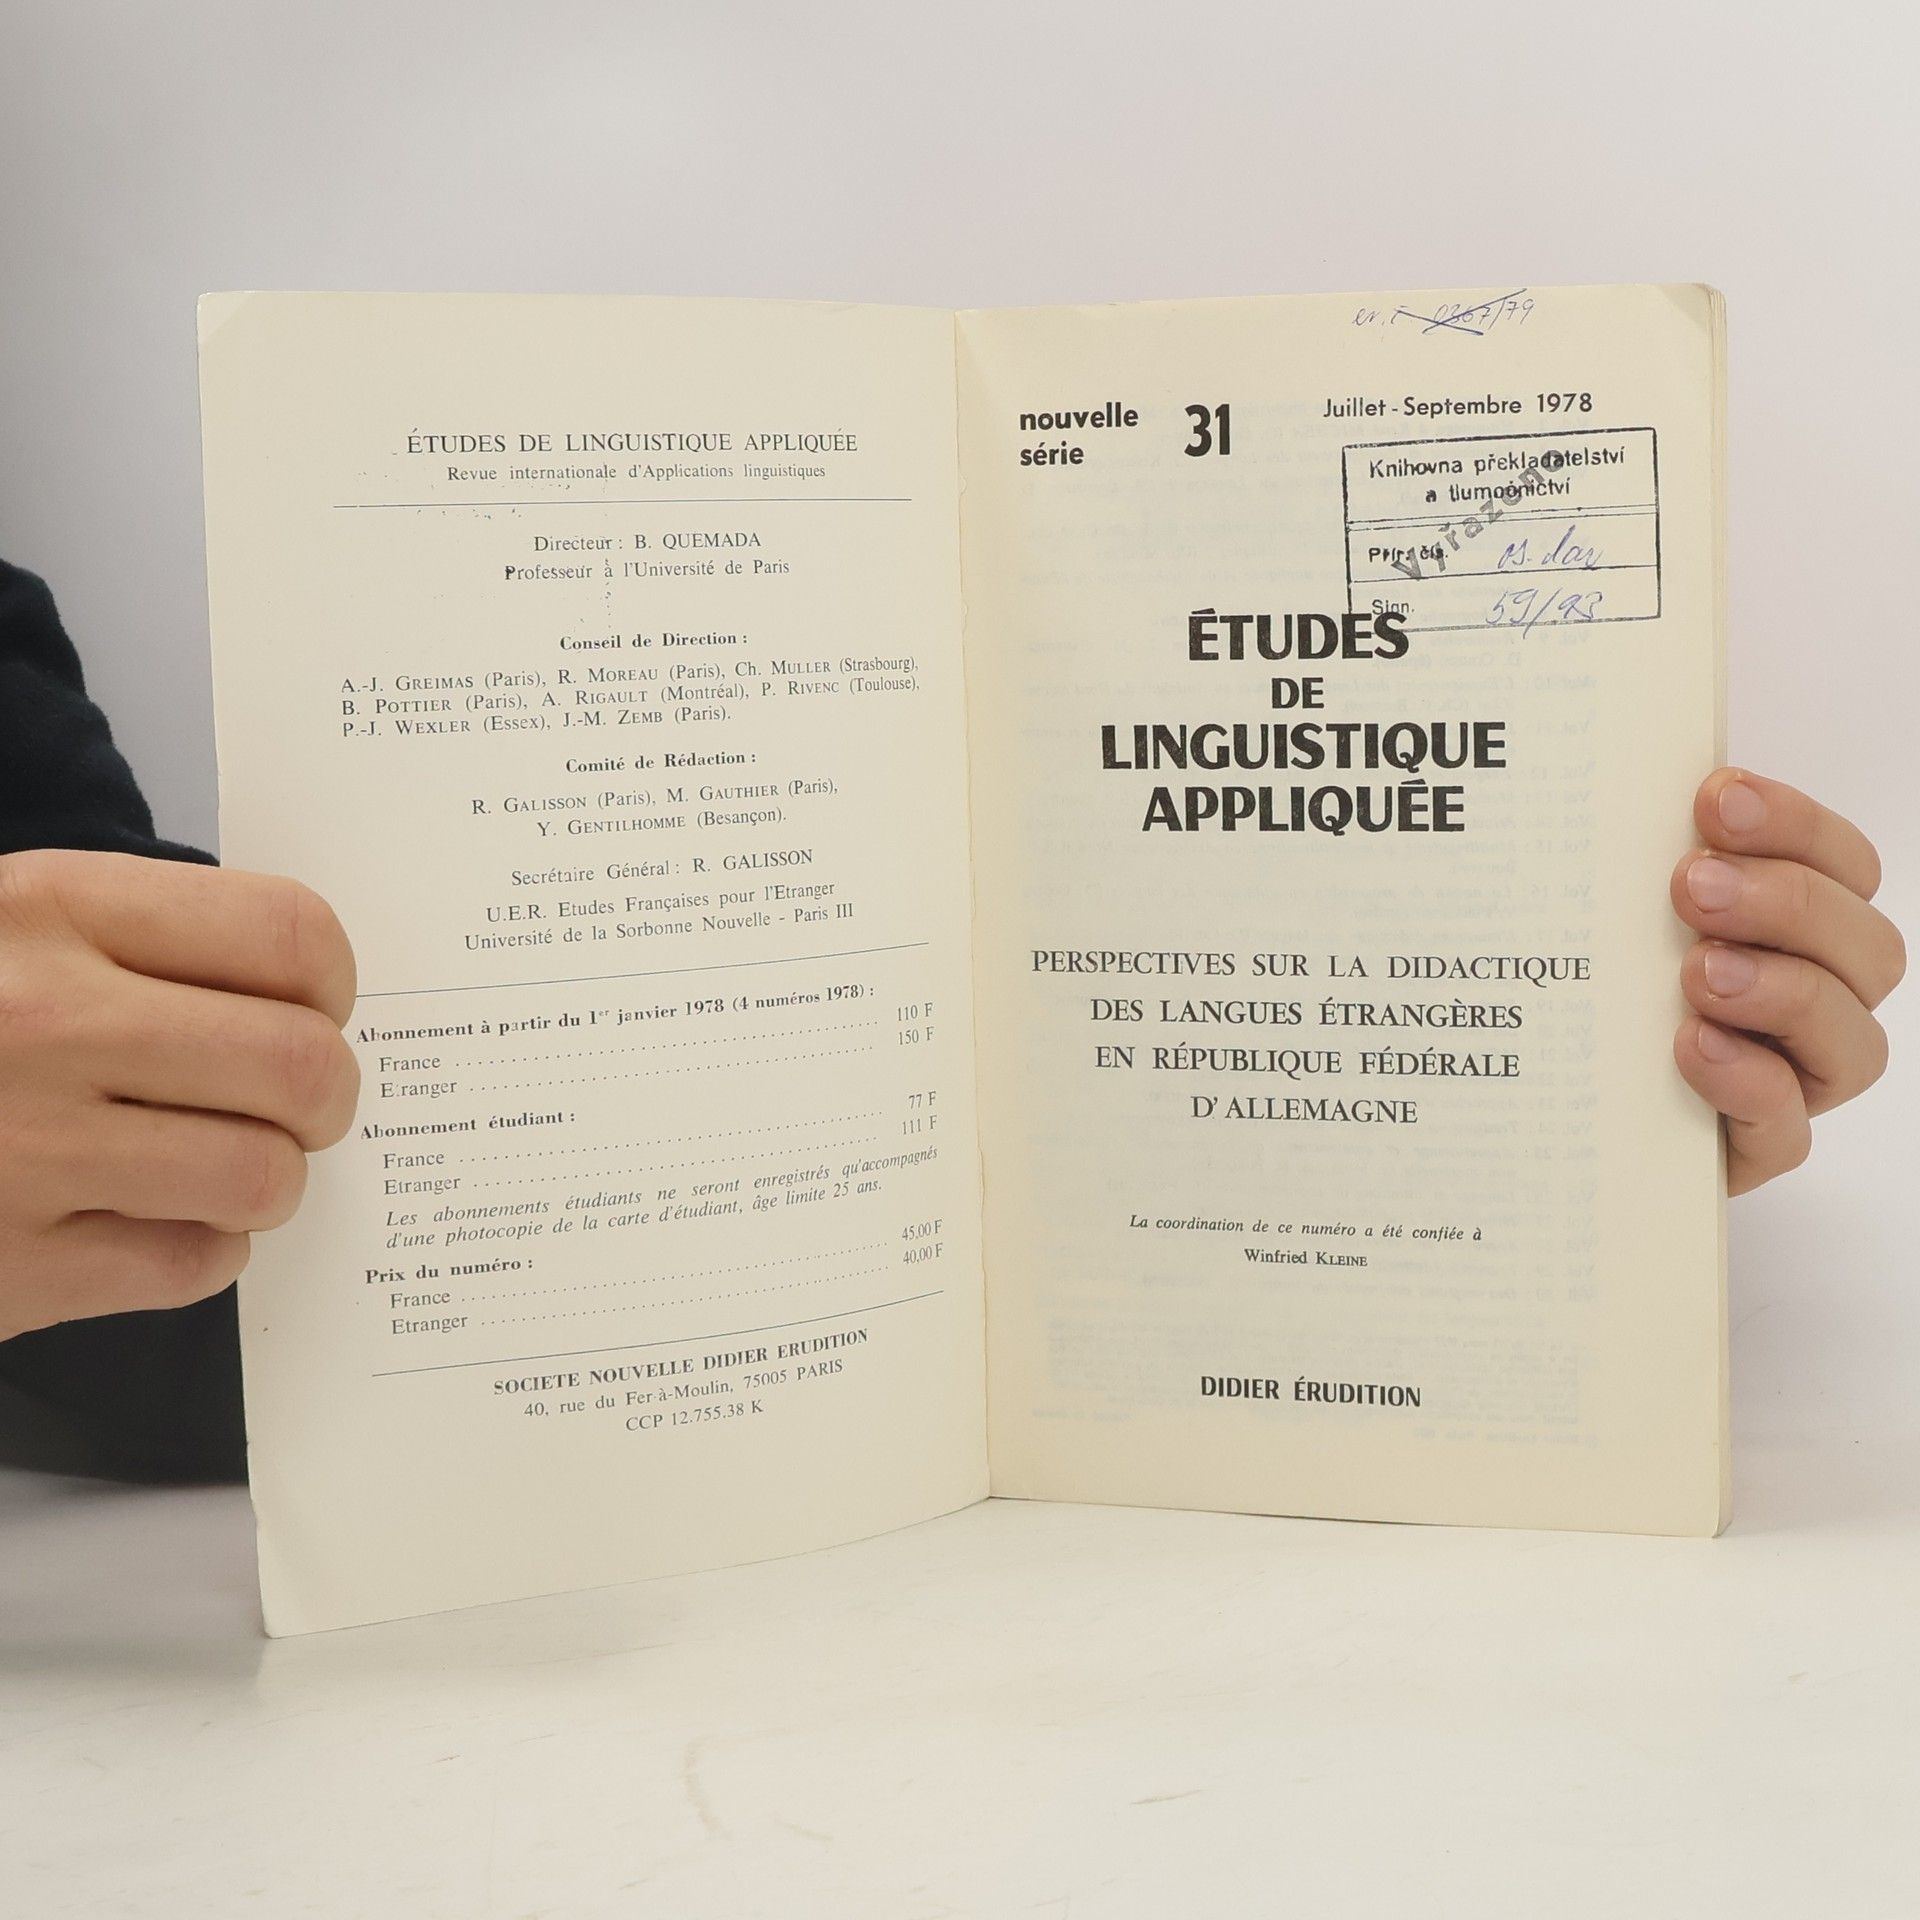 ÉTUDES DE LINGUISTIQUE APPLIQUÉE
Revue internationale d'Applications linguistiques
Directeur : B. QUEMADA
Professeur à l'Université de Paris
Conseil de Direction :
A.-J. GREIMAS (Paris), R. MOREAU (Paris), Ch. MULLER (Strasbourg),
B. POTTIER (Paris), A. RIGAULT (Montréal), P. RIVENC (Toulouse),
P.-J. WEXLER (Essex), J.-M. ZEMB (Paris).
Comité de Rédaction :
R. GALISSON (Paris), M. GAUTHIER (Paris),
Y. GENTILHOMME (Besançon).
Secrétaire Général : R. GALISSON
U.E.R. Etudes Françaises pour l'Etranger
Université de la Sorbonne Nouvelle - Paris III
Abonnement à partir du 1er janvier 1978 (4 numéros 1978) :
France ........ 110 F
Etranger ........ 150 F
Abonnement étudiant :
France ........ 77 F
Etranger ........ 111 F
Les abonnements étudiants ne seront enregistrés qu'accompagnés
d'une photocopie de la carte d'étudiant, âge limite 25 ans.
Prix du numéro :
France ........ 45,00 F
Etranger ........ 40,00 F
SOCIETE NOUVELLE DIDIER ERUDITION
40, rue du Fer-à-Moulin, 75005 PARIS
CCP 12.755.38 K
0367/79
nouvelle série 31
Juillet - Septembre 1978
Knihovna překladatelství
a tlumočnictví
Vyřazeno
Přír. čís. os. dar
Sign. 59/93
ÉTUDES
DE
LINGUISTIQUE
APPLIQUÉE
PERSPECTIVES SUR LA DIDACTIQUE
DES LANGUES ÉTRANGÈRES
EN RÉPUBLIQUE FÉDÉRALE
D'ALLEMAGNE
La coordination de ce numéro a été confiée à
Winfried KLEINE
DIDIER ÉRUDITION